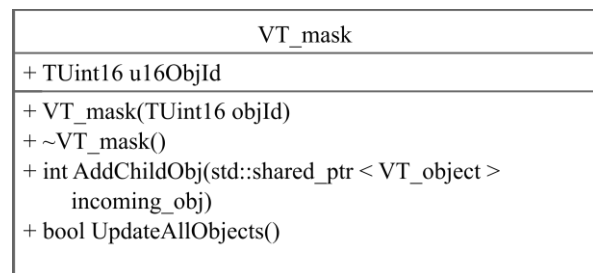 VT_mask
+ TUint16 u16ObjId
+ VT_mask(TUint16 objId)
+ ~VT_mask()
+ int AddChildObj(std::shared_ptr < VT_object >
incoming_obj)
+ bool UpdateAllObjects()